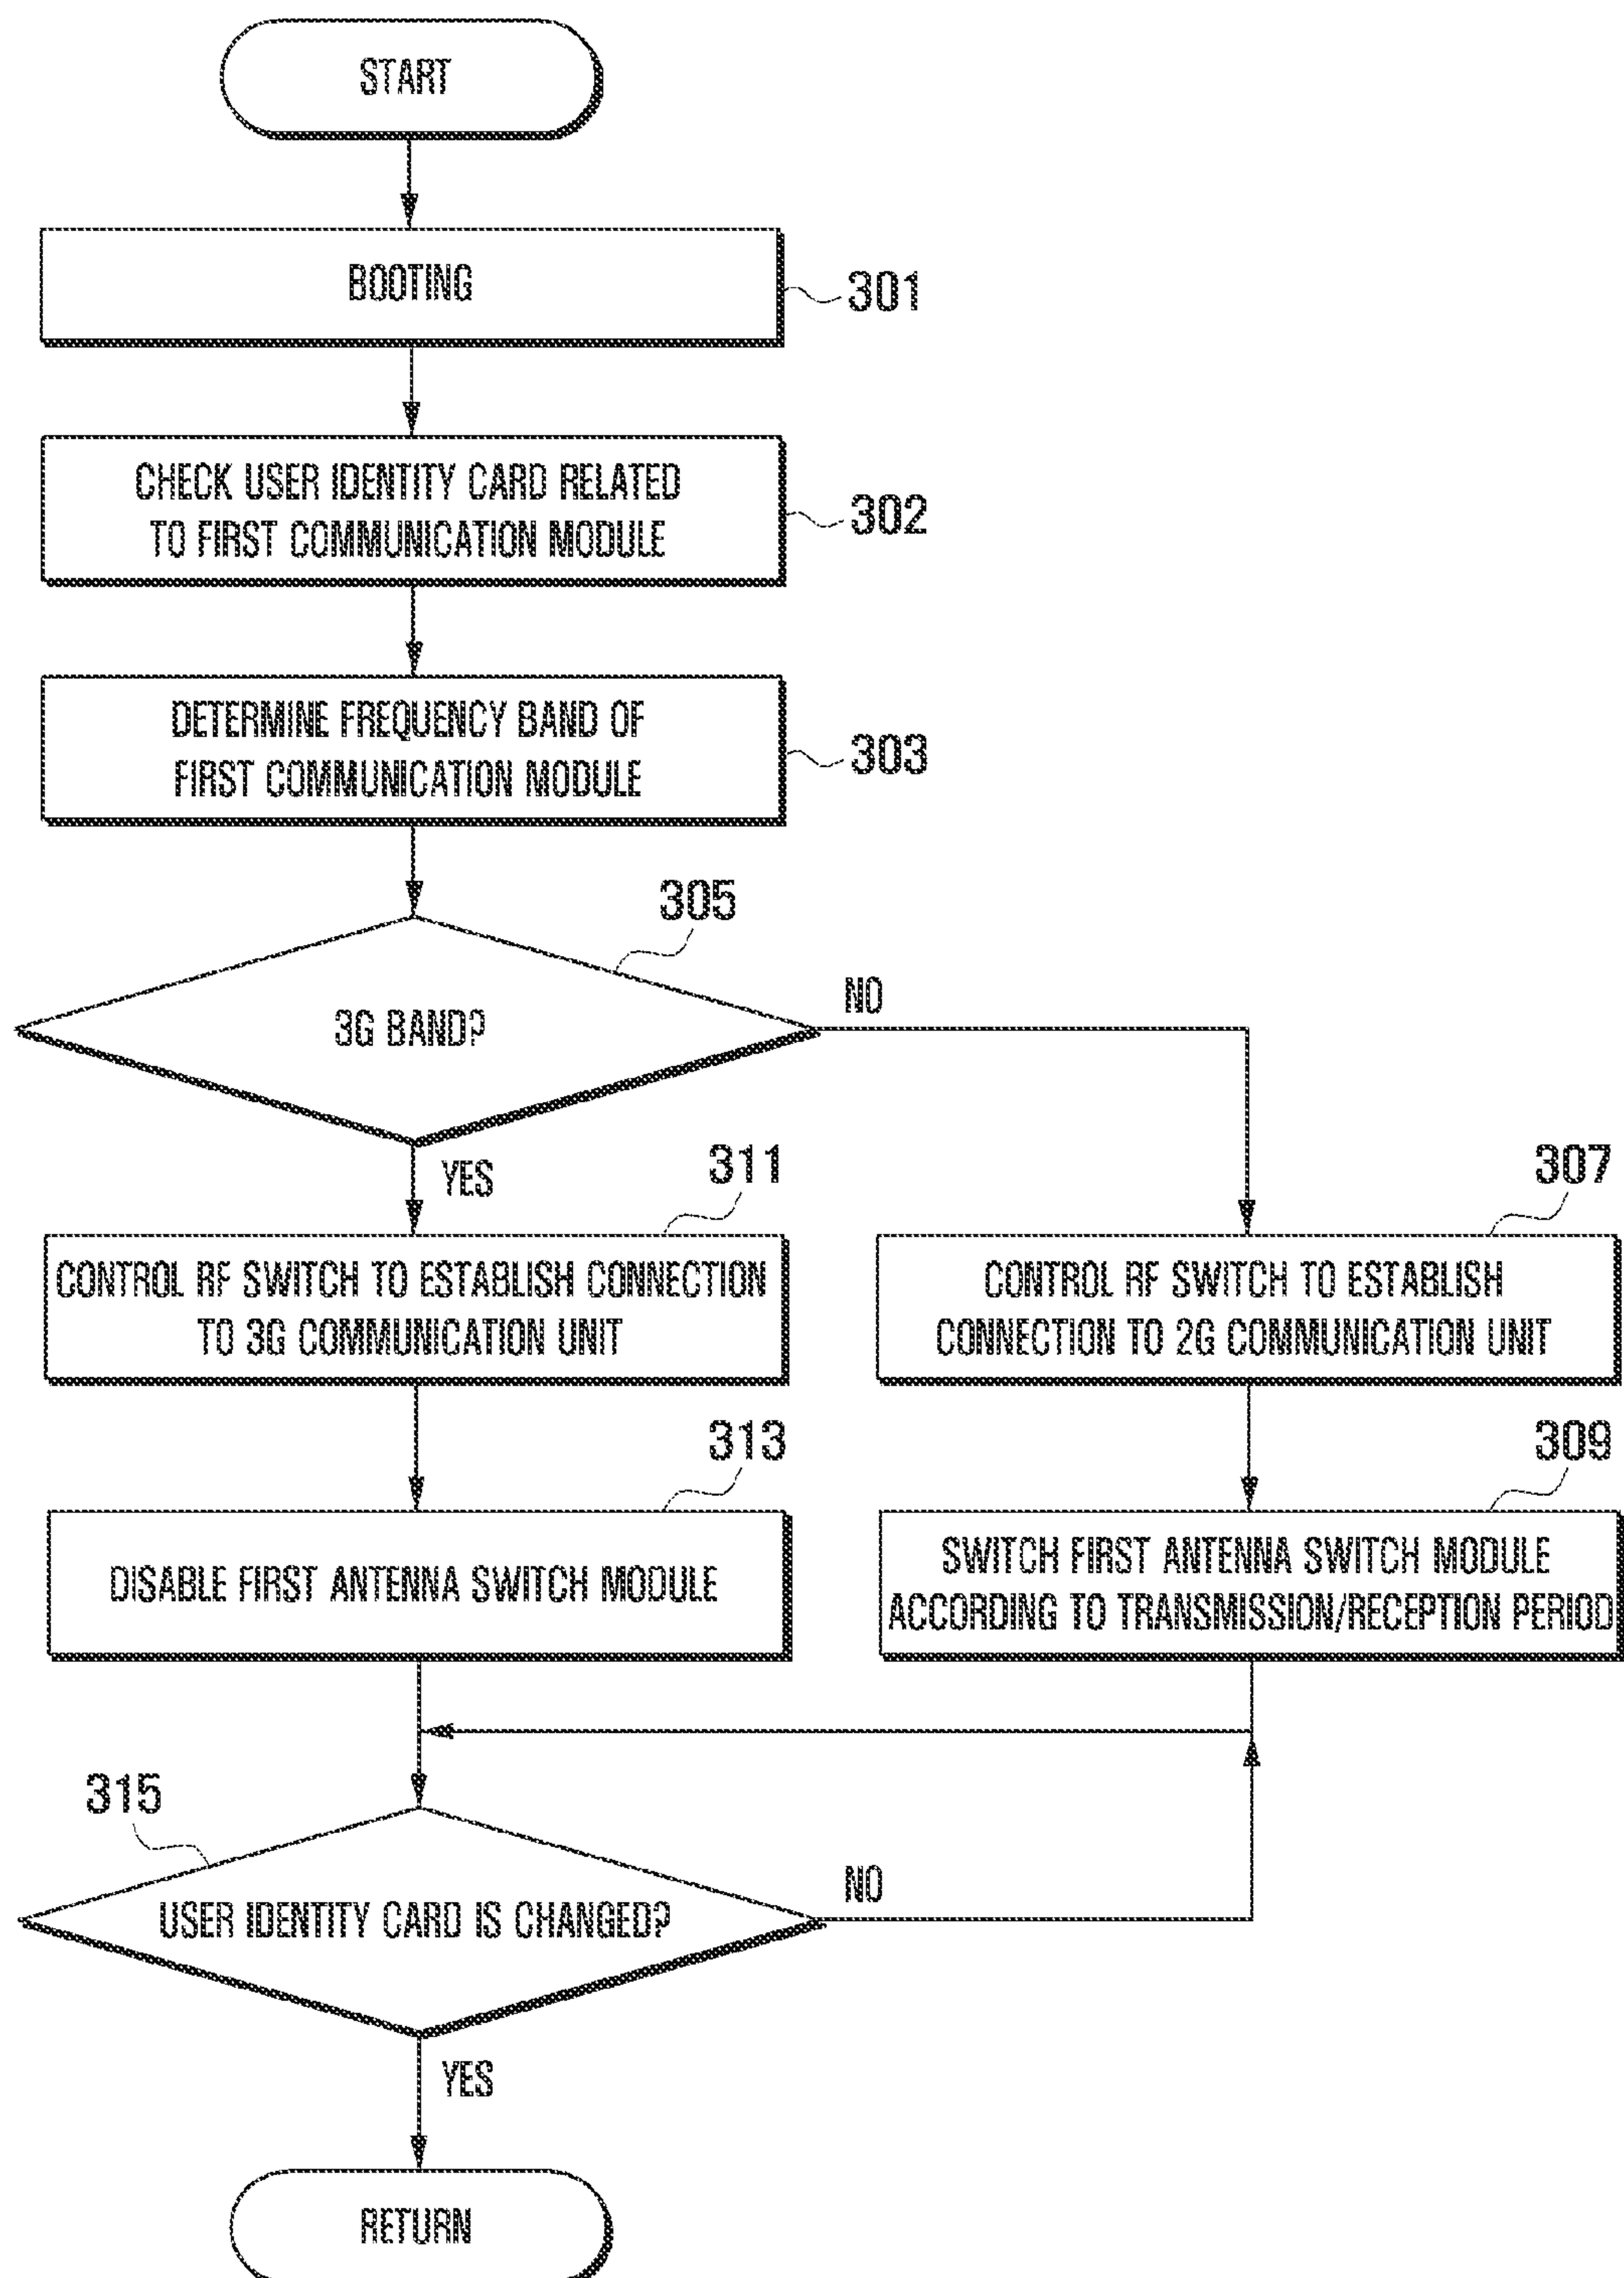 START
BOOTING
301
CHECK USER IDENTITY CARD RELATED
TO FIRST COMMUNICATION MODULE
302
DETERMINE FREQUENCY BAND OF
FIRST COMMUNICATION MODULE
303
305
3G BAND?
NO
YES
311
CONTROL RF SWITCH TO ESTABLISH CONNECTION
TO 3G COMMUNICATION UNIT
307
CONTROL RF SWITCH TO ESTABLISH
CONNECTION TO 2G COMMUNICATION UNIT
313
DISABLE FIRST ANTENNA SWITCH MODULE
309
SWITCH FIRST ANTENNA SWITCH MODULE
ACCORDING TO TRANSMISSION/RECEPTION PERIOD
315
USER IDENTITY CARD IS CHANGED?
NO
YES
RETURN